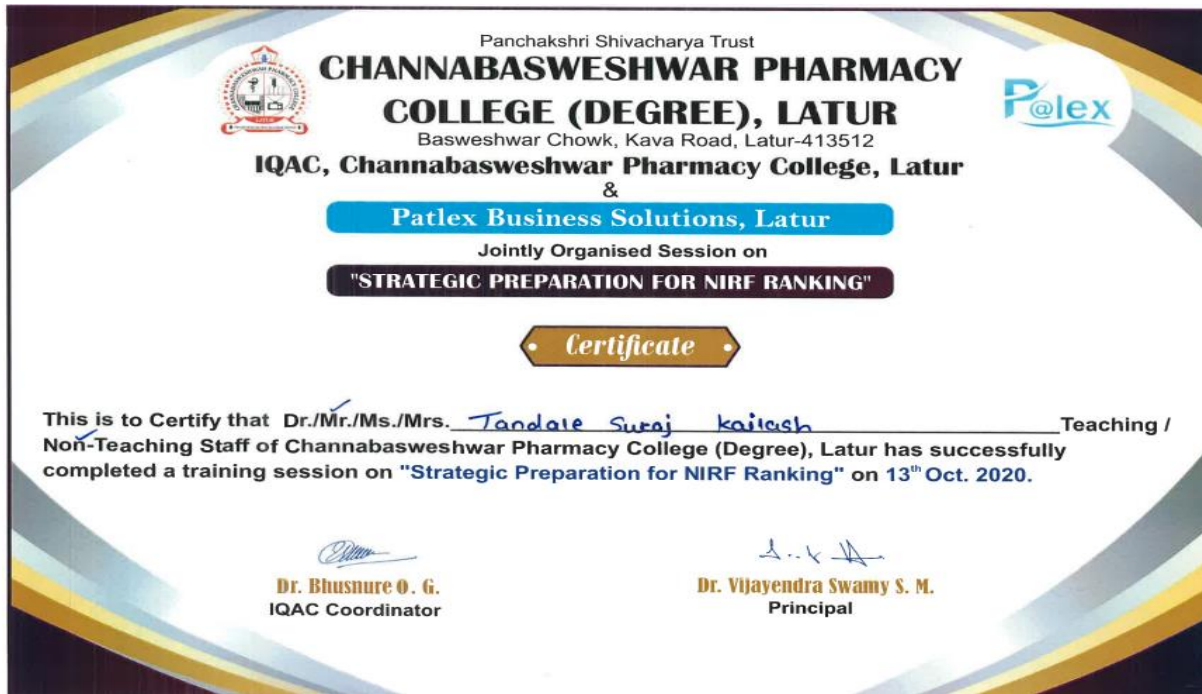 Panchakshri Shivacharya Trust
CHANNABASWESHWAR PHARMACY
COLLEGE (DEGREE), LATUR
Basweshwar Chowk, Kava Road, Latur-413512
IQAC, Channabasweshwar Pharmacy College, Latur
&
Patlex Business Solutions, Latur
Jointly Organised Session on
"STRATEGIC PREPARATION FOR NIRF RANKING"
P@lex
Certificate
This is to Certify that Dr./Mr./Ms./Mrs. Tandale Suraj kailash Teaching /
Non-Teaching Staff of Channabasweshwar Pharmacy College (Degree), Latur has successfully
completed a training session on "Strategic Preparation for NIRF Ranking" on 13th Oct. 2020.
Dr. Bhusnure O. G.
IQAC Coordinator
Dr. Vijayendra Swamy S. M.
Principal